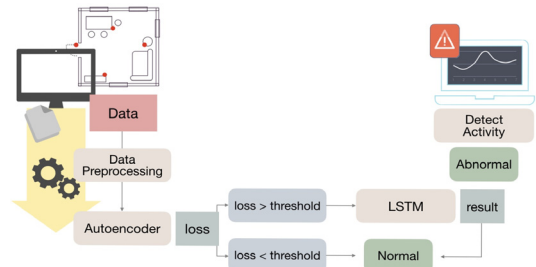 Data
Detect
Activity
Data
Preprocessing
Abnormal
loss > threshold
LSTM
result
Autoencoder
loss
loss < threshold
Normal